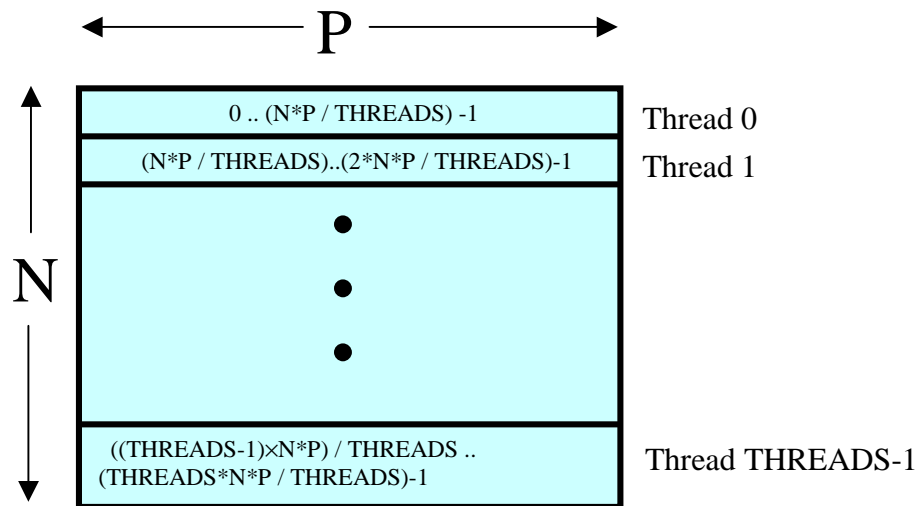 P
0 .. (N*P / THREADS) -1
Thread 0
(N*P / THREADS)..(2*N*P / THREADS)-1
Thread 1
N
((THREADS-1)×N*P) / THREADS ..
(THREADS*N*P / THREADS)-1
Thread THREADS-1